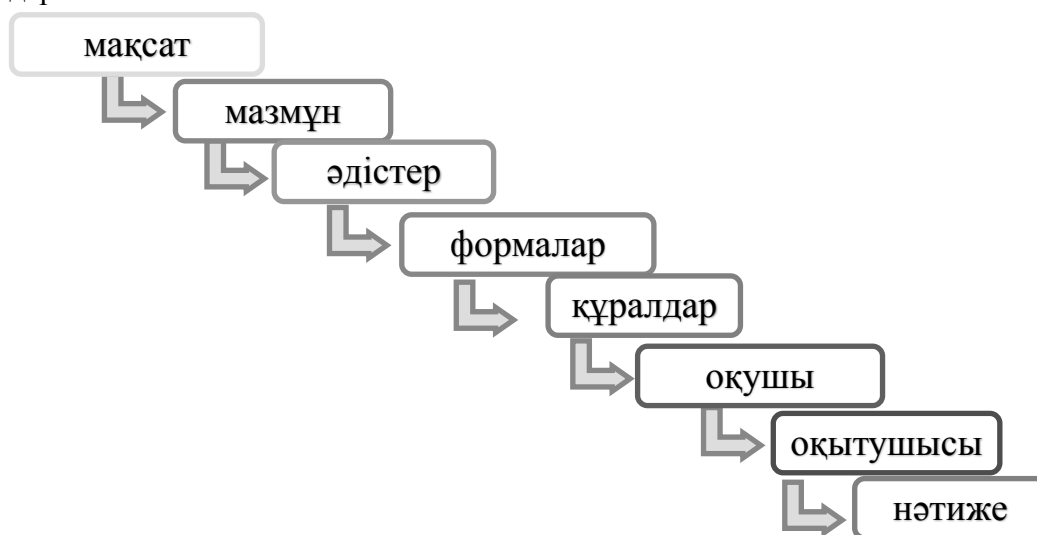 мақсат
мазмұн
әдістер
формалар
құралдар
оқушы
оқытушысы
нәтиже